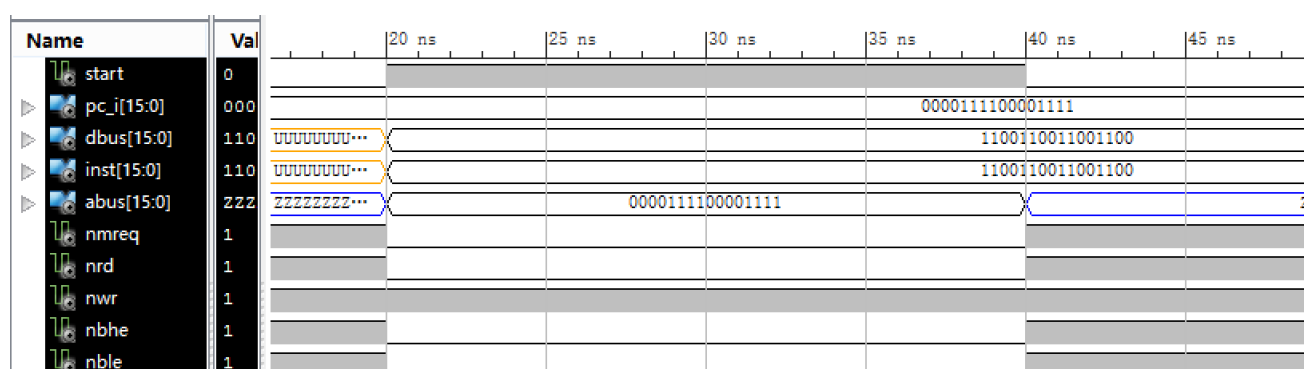 Name Val 20 ns 25 ns 30 ns 35 ns 40 ns 45 ns
start 0
pc_i[15:0] 000 0000111100001111
dbus[15:0] 110 UUUUUUUU... 1100110011001100
inst[15:0] 110 UUUUUUUU... 1100110011001100
abus[15:0] ZZZ ZZZZZZZZ... 0000111100001111
nmreq 1
nrd 1
nwr 1
nbhe 1
nble 1